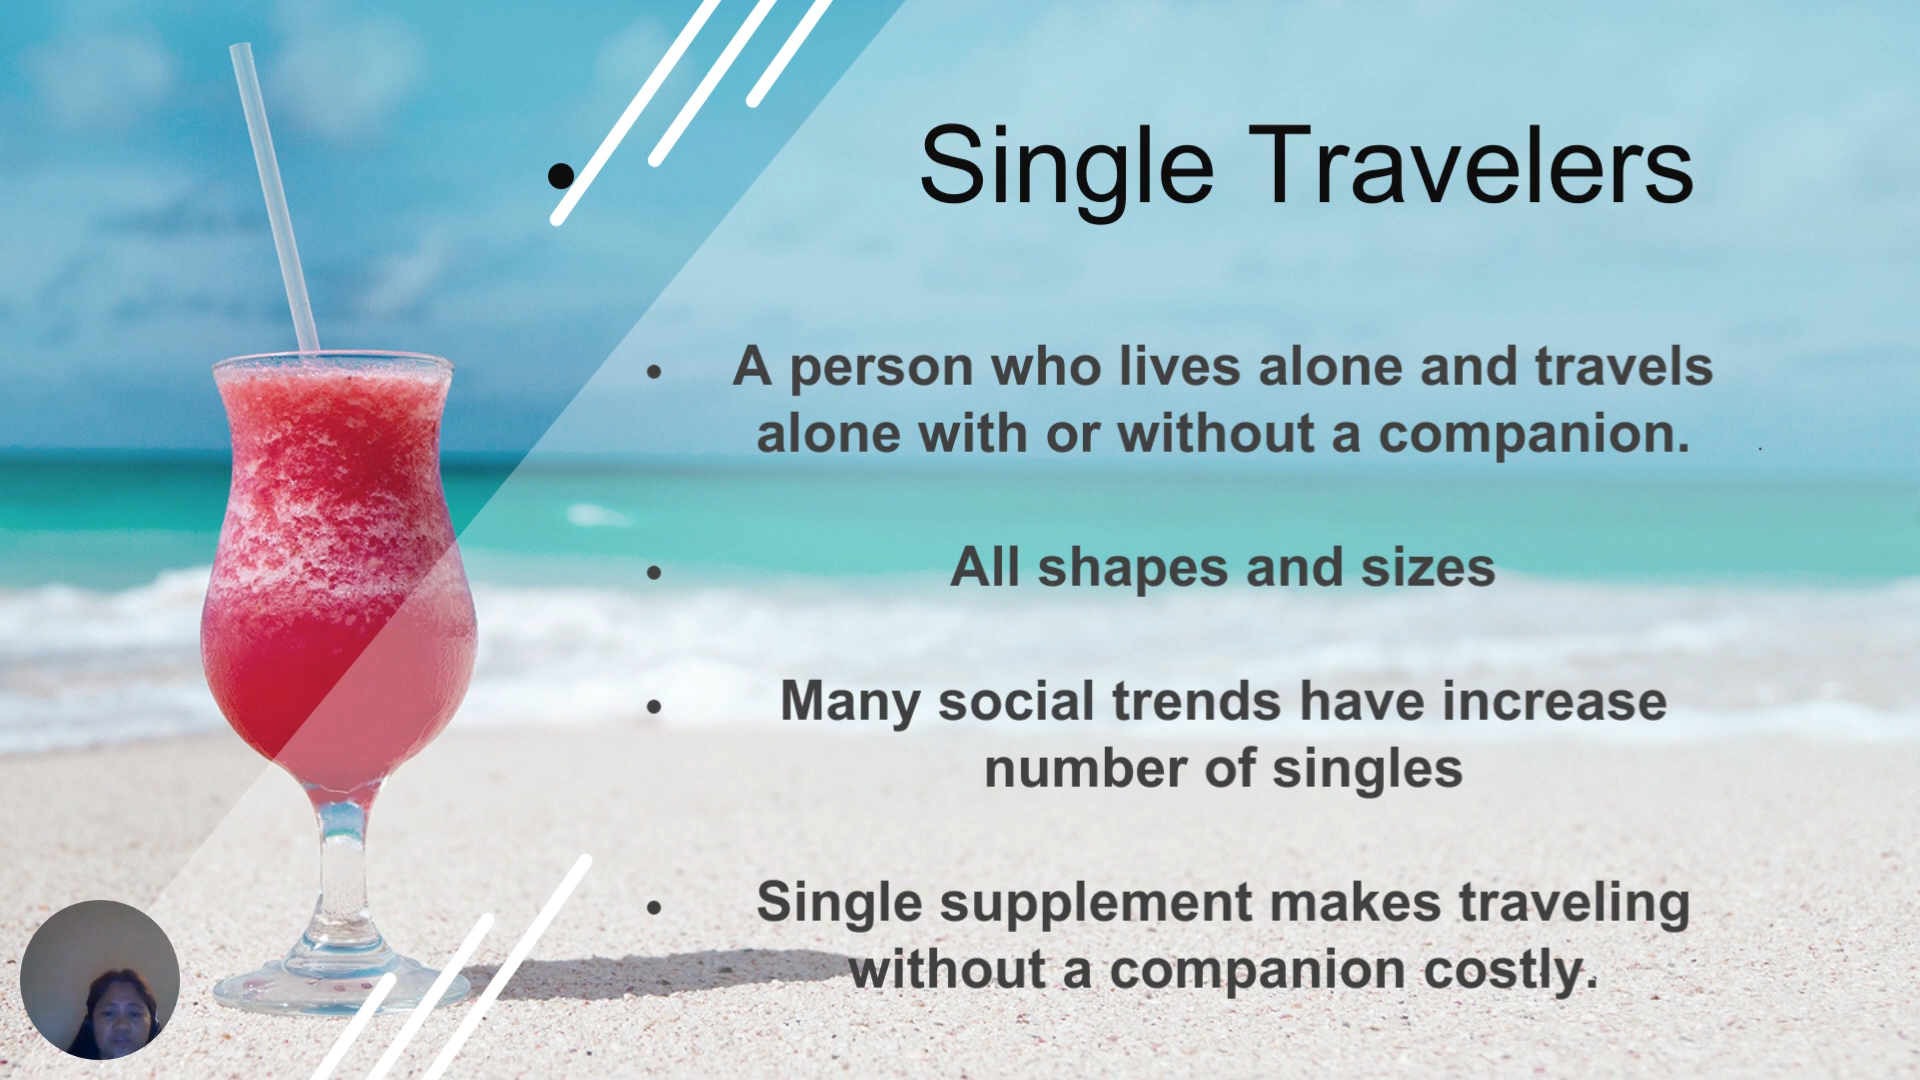 • Single Travelers
• A person who lives alone and travels
alone with or without a companion.
• All shapes and sizes
• Many social trends have increase
number of singles
• Single supplement makes traveling
without a companion costly.